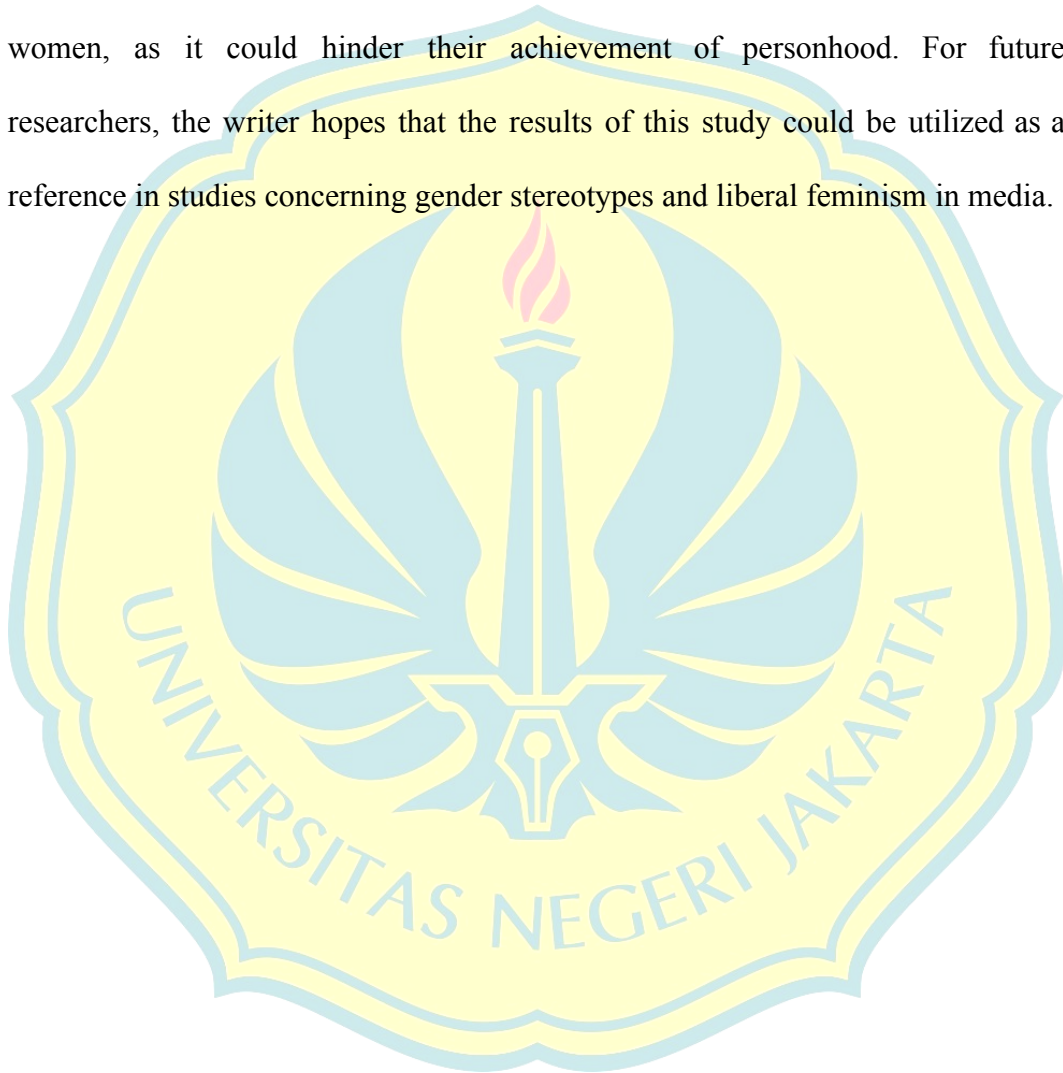 women, as it could hinder their achievement of personhood. For future
researchers, the writer hopes that the results of this study could be utilized as a
reference in studies concerning gender stereotypes and liberal feminism in media.
UNIVERSITAS NEGERI JAKARTA